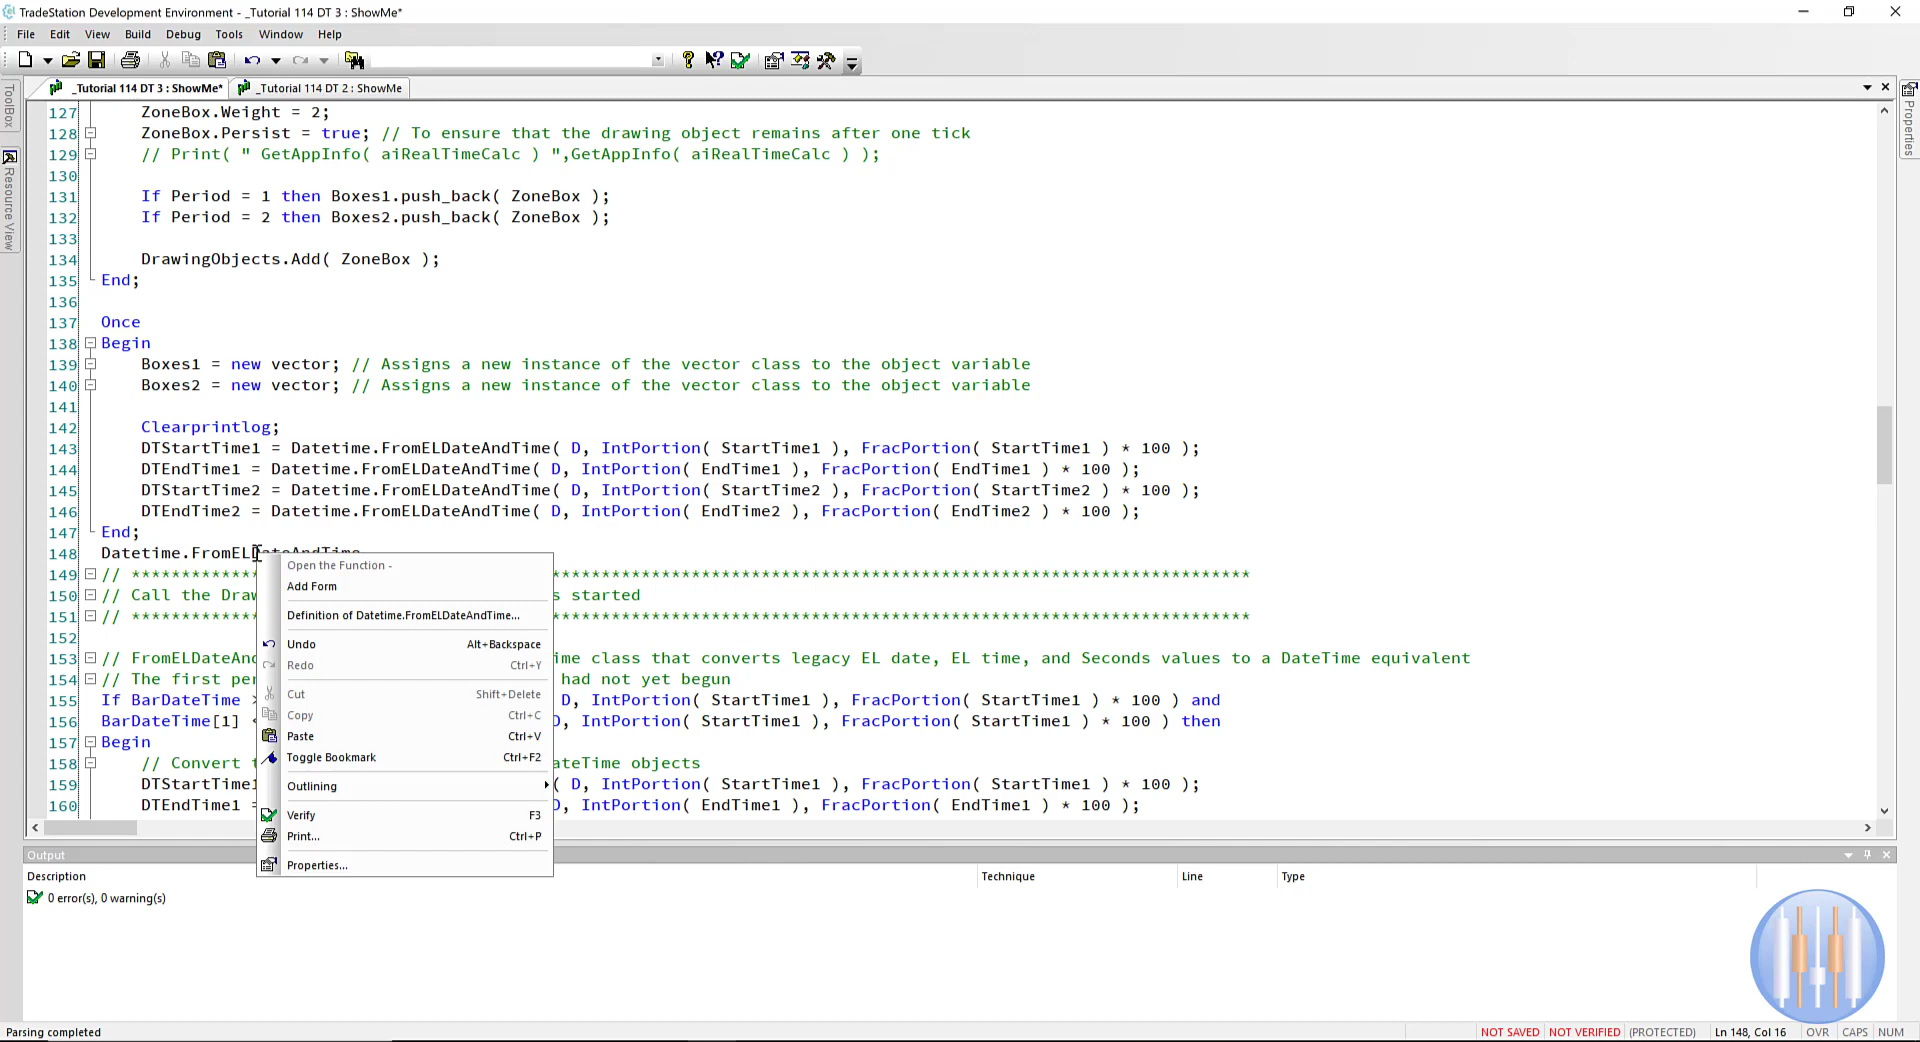 TradeStation Development Environment - _Tutorial 114 DT 3 : ShowMe*
File Edit View Build Debug Tools Window Help
_Tutorial 114 DT 3 : ShowMe* _Tutorial 114 DT 2 : ShowMe
ToolBox
Resource View
Properties
127 ZoneBox.Weight = 2;
128 ZoneBox.Persist = true; // To ensure that the drawing object remains after one tick
129 // Print( " GetAppInfo( aiRealTimeCalc ) ",GetAppInfo( aiRealTimeCalc ) );
130
131 If Period = 1 then Boxes1.push_back( ZoneBox );
132 If Period = 2 then Boxes2.push_back( ZoneBox );
133
134 DrawingObjects.Add( ZoneBox );
135 End;
136
137 Once
138 Begin
139 Boxes1 = new vector; // Assigns a new instance of the vector class to the object variable
140 Boxes2 = new vector; // Assigns a new instance of the vector class to the object variable
141
142 Clearprintlog;
143 DTStartTime1 = Datetime.FromELDateAndTime( D, IntPortion( StartTime1 ), FracPortion( StartTime1 ) * 100 );
144 DTEndTime1 = Datetime.FromELDateAndTime( D, IntPortion( EndTime1 ), FracPortion( EndTime1 ) * 100 );
145 DTStartTime2 = Datetime.FromELDateAndTime( D, IntPortion( StartTime2 ), FracPortion( StartTime2 ) * 100 );
146 DTEndTime2 = Datetime.FromELDateAndTime( D, IntPortion( EndTime2 ), FracPortion( EndTime2 ) * 100 );
147 End;
148 Datetime.FromELDateAndTime
149 // ************* **********************************************************************
150 // Call the Draw s started
151 // ************* **********************************************************************
152
153 // FromELDateAnd ime class that converts legacy EL date, EL time, and Seconds values to a DateTime equivalent
154 // The first per had not yet begun
155 If BarDateTime > D, IntPortion( StartTime1 ), FracPortion( StartTime1 ) * 100 ) and
156 BarDateTime[1] < D, IntPortion( StartTime1 ), FracPortion( StartTime1 ) * 100 ) then
157 Begin
158 // Convert t ateTime objects
159 DTStartTime1 ( D, IntPortion( StartTime1 ), FracPortion( StartTime1 ) * 100 );
160 DTEndTime1 = D, IntPortion( EndTime1 ), FracPortion( EndTime1 ) * 100 );
Open the Function -
Add Form
Definition of Datetime.FromELDateAndTime...
Undo Alt+Backspace
Redo Ctrl+Y
Cut Shift+Delete
Copy Ctrl+C
Paste Ctrl+V
Toggle Bookmark Ctrl+F2
Outlining
Verify F3
Print... Ctrl+P
Properties...
Output
Description Technique Line Type
0 error(s), 0 warning(s)
Parsing completed NOT SAVED NOT VERIFIED (PROTECTED) Ln 148, Col 16 OVR CAPS NUM